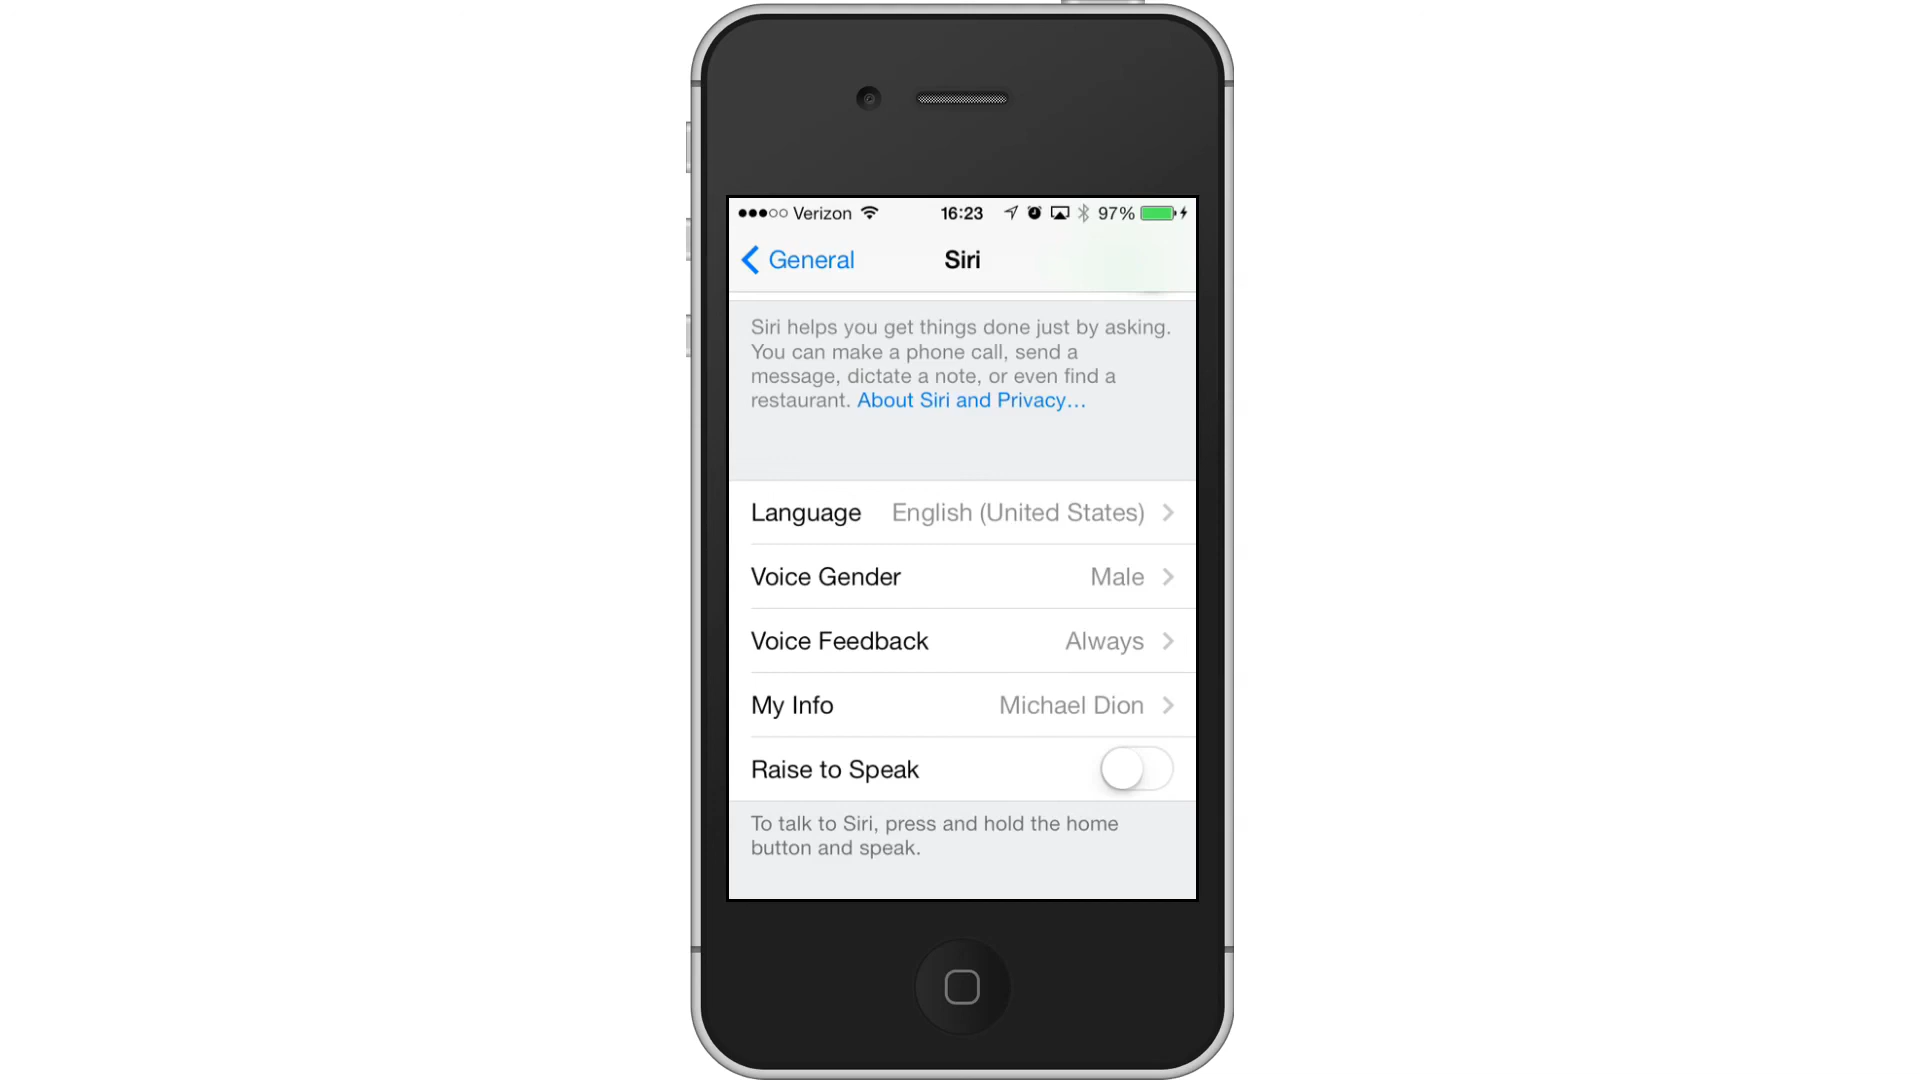 Verizon 16:23 97%
General Siri
Siri helps you get things done just by asking.
You can make a phone call, send a
message, dictate a note, or even find a
restaurant. About Siri and Privacy...
Language English (United States)
Voice Gender Male
Voice Feedback Always
My Info Michael Dion
Raise to Speak
To talk to Siri, press and hold the home
button and speak.